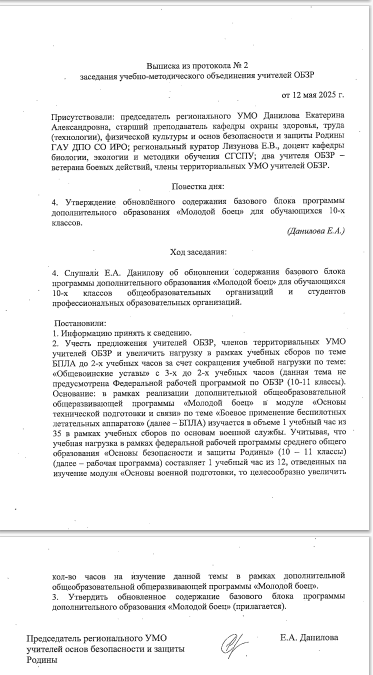 Выписка из протокола № 2
заседания учебно-методического объединения учителей ОБЗР
от 12 мая 2025 г.
Присутствовали: председатель регионального УМО Данилова Екатерина
Александровна, старший преподаватель кафедры охраны здоровья, труда
(технологии), физической культуры и основ безопасности и защиты Родины
ГАУ ДПО СО ИРО; региональный куратор Лизунова Е.В., доцент кафедры
биологии, экологии и методики обучения СГСПУ; два учителя ОБЗР –
ветерана боевых действий, члены территориальных УМО учителей ОБЗР.
Повестка дня:
4. Утверждение обновлённого содержания базового блока программы
дополнительного образования «Молодой боец» для обучающихся 10-х
классов.
(Данилова Е.А.)
Ход заседания:
4. Слушали Е.А. Данилову об обновлении содержания базового блока
программы дополнительного образования «Молодой боец» для обучающихся
10-х классов общеобразовательных организаций и студентов
профессиональных образовательных организаций.
Постановили:
1. Информацию принять к сведению.
2. Учесть предложения учителей ОБЗР, членов территориальных УМО
учителей ОБЗР и увеличить нагрузку в рамках учебных сборов по теме
БПЛА до 2-х учебных часов за счет сокращения учебной нагрузки по теме:
«Общевоинские уставы» с 3-х до 2-х учебных часов (данная тема не
предусмотрена Федеральной рабочей программой по ОБЗР (10-11 классы).
Основание: в рамках реализации дополнительной общеобразовательной
общеразвивающей программы «Молодой боец» в модуле «Основы
технической подготовки и связи» по теме «Боевое применение беспилотных
летательных аппаратов» (далее – БПЛА) изучается в объеме 1 учебный час из
35 в рамках учебных сборов по основам военной службы. Учитывая, что
учебная нагрузка в рамках федеральной рабочей программы среднего общего
образования «Основы безопасности и защиты Родины» (10 – 11 классы)
(далее – рабочая программа) составляет 1 учебный час из 12, отведенных на
изучение модуля «Основы военной подготовки, то целесообразно увеличить
кол-во часов на изучение данной темы в рамках дополнительной
общеобразовательной общеразвивающей программы «Молодой боец».
3. Утвердить обновленное содержание базового блока программы
дополнительного образования «Молодой боец» (прилагается).
Председатель регионального УМО Е.А. Данилова
учителей основ безопасности и защиты
Родины